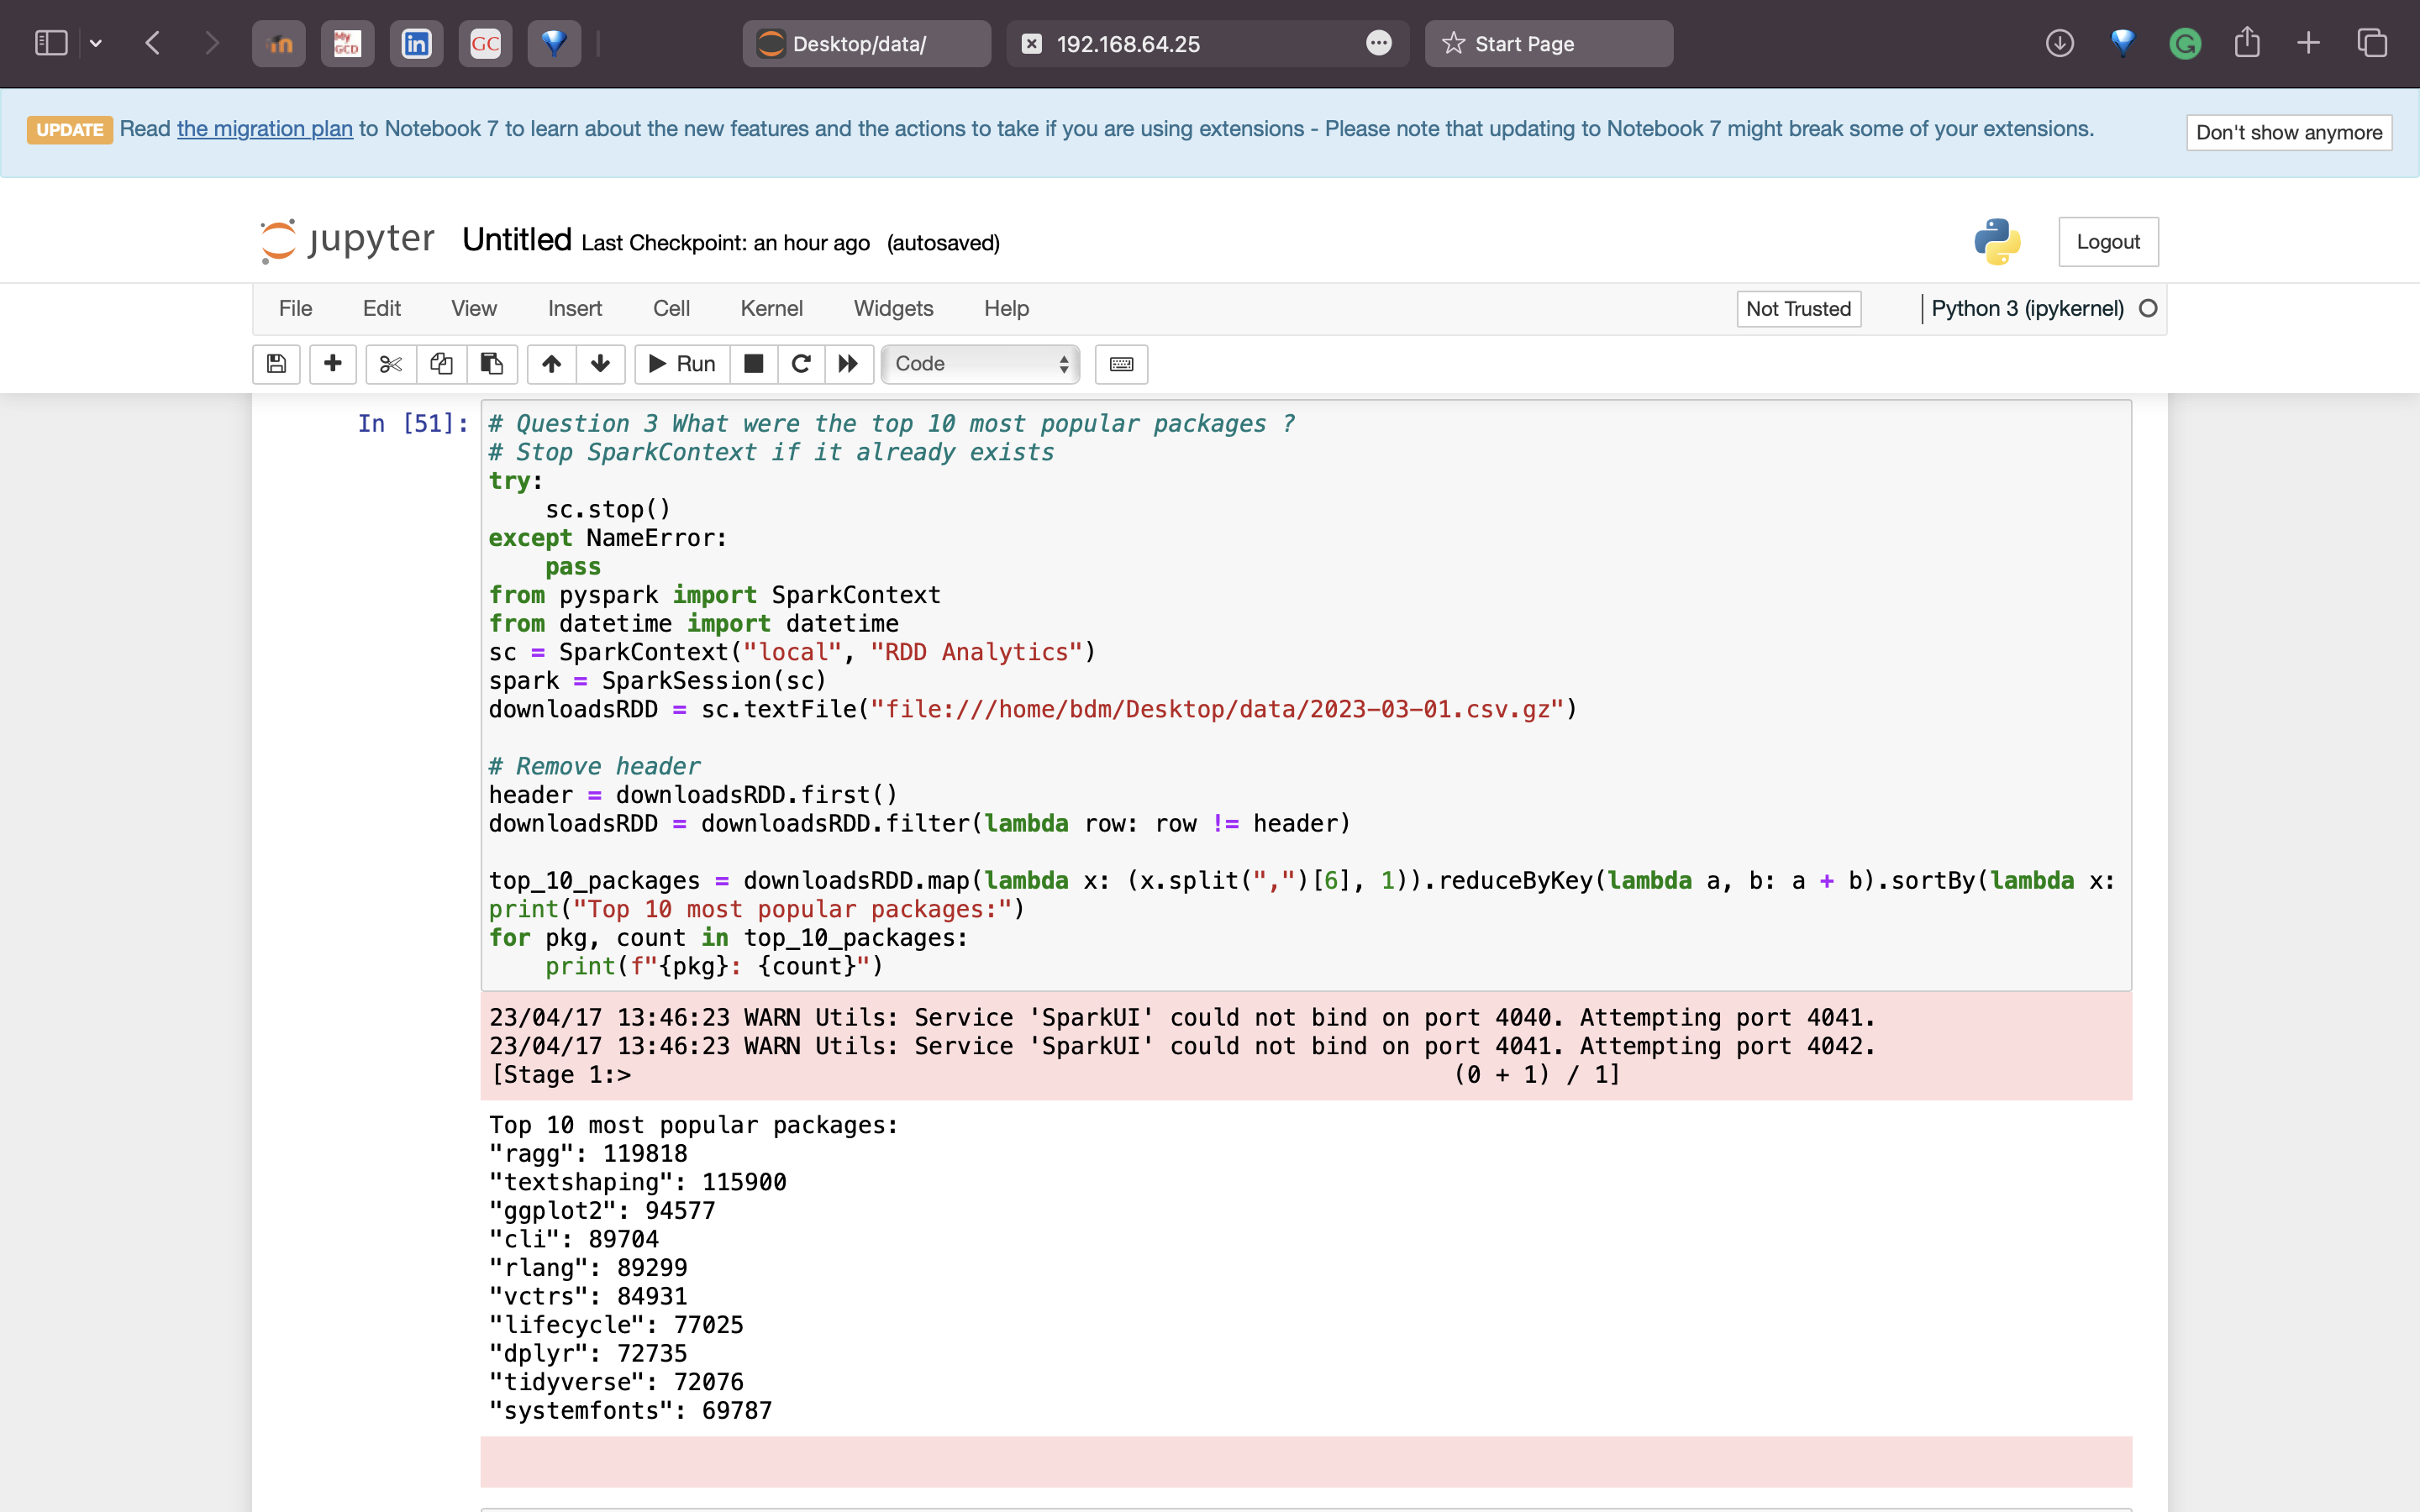 My
GCD
in
GC
Desktop/data/
192.168.64.25
Start Page
G
UPDATE Read the migration plan to Notebook 7 to learn about the new features and the actions to take if you are using extensions - Please note that updating to Notebook 7 might break some of your extensions.
Don't show anymore
jupyter Untitled Last Checkpoint: an hour ago (autosaved)
Logout
File Edit View Insert Cell Kernel Widgets Help
Not Trusted
Python 3 (ipykernel)
Run
Code
In [51]:
# Question 3 What were the top 10 most popular packages ?
# Stop SparkContext if it already exists
try:
    sc.stop()
except NameError:
    pass
from pyspark import SparkContext
from datetime import datetime
sc = SparkContext("local", "RDD Analytics")
spark = SparkSession(sc)
downloadsRDD = sc.textFile("file:///home/bdm/Desktop/data/2023-03-01.csv.gz")
# Remove header
header = downloadsRDD.first()
downloadsRDD = downloadsRDD.filter(lambda row: row != header)
top_10_packages = downloadsRDD.map(lambda x: (x.split(",")[6], 1)).reduceByKey(lambda a, b: a + b).sortBy(lambda x:
print("Top 10 most popular packages:")
for pkg, count in top_10_packages:
    print(f"{pkg}: {count}")
23/04/17 13:46:23 WARN Utils: Service 'SparkUI' could not bind on port 4040. Attempting port 4041.
23/04/17 13:46:23 WARN Utils: Service 'SparkUI' could not bind on port 4041. Attempting port 4042.
[Stage 1:> (0 + 1) / 1]
Top 10 most popular packages:
"ragg": 119818
"textshaping": 115900
"ggplot2": 94577
"cli": 89704
"rlang": 89299
"vctrs": 84931
"lifecycle": 77025
"dplyr": 72735
"tidyverse": 72076
"systemfonts": 69787